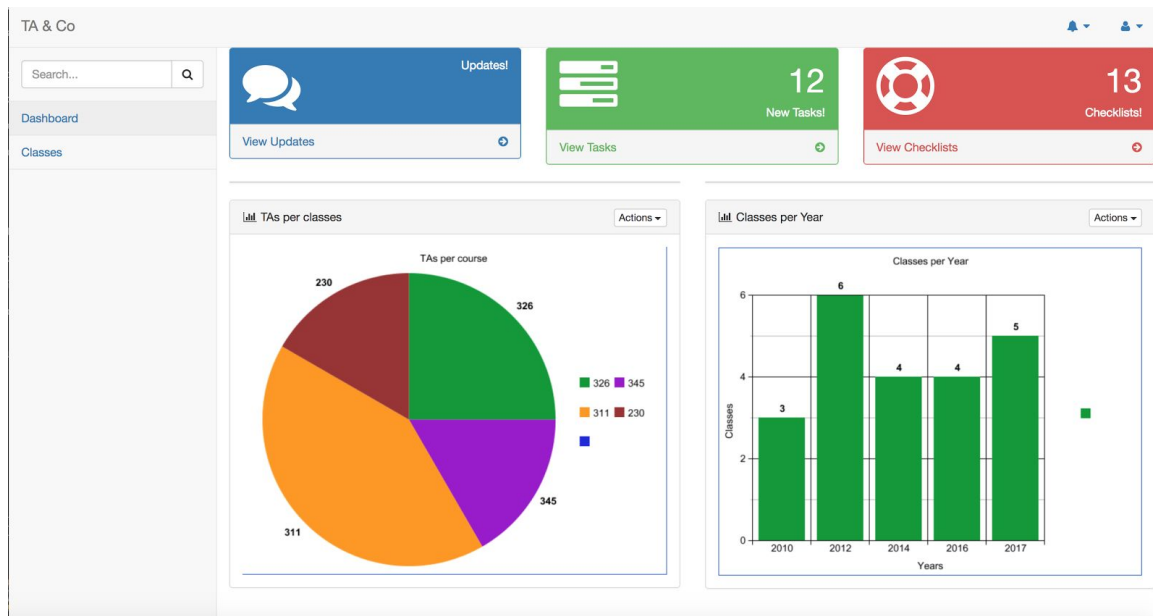 TA & Co
Search...
Dashboard
Classes
Updates!
View Updates
12
New Tasks!
View Tasks
13
Checklists!
View Checklists
TAs per classes
Actions
TAs per course
230
326
345
311
326 345
311 230
Classes per Year
Actions
Classes per Year
Classes
6
4
2
0
3
6
4
4
5
2010 2012 2014 2016 2017
Years